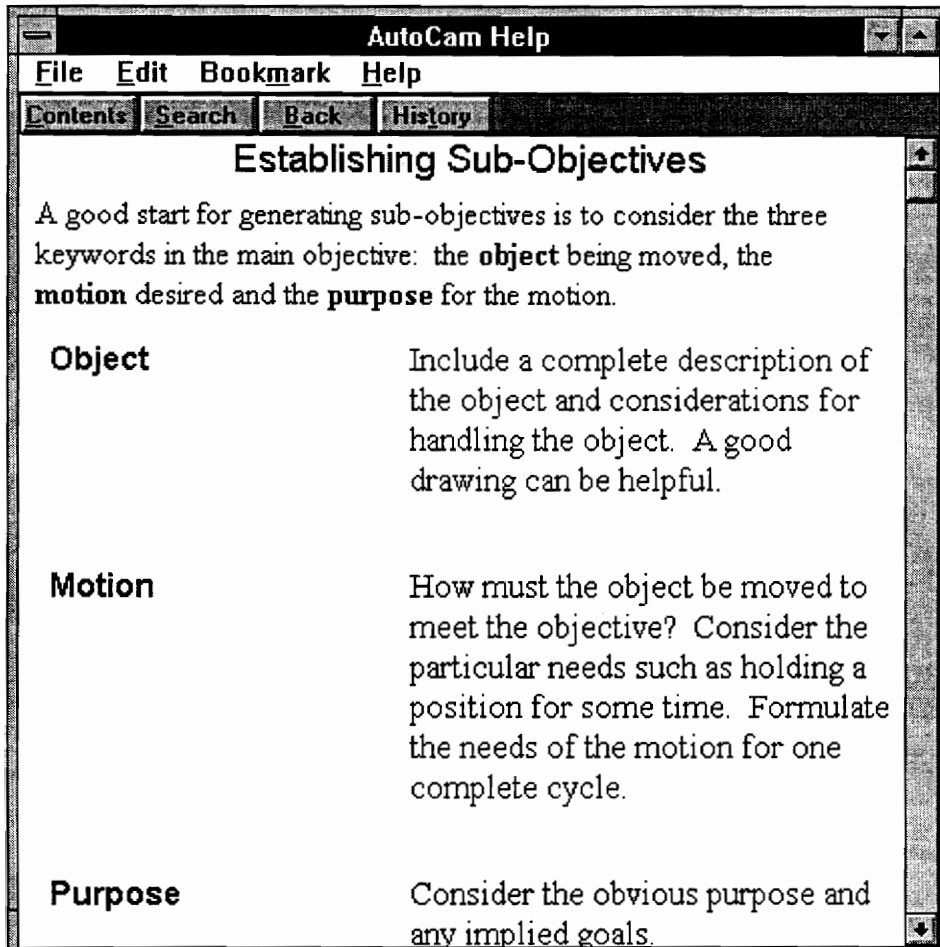 AutoCam Help
File Edit Bookmark Help
Contents Search Back History
Establishing Sub-Objectives
A good start for generating sub-objectives is to consider the three
keywords in the main objective: the object being moved, the
motion desired and the purpose for the motion.
Object Include a complete description of
the object and considerations for
handling the object. A good
drawing can be helpful.
Motion How must the object be moved to
meet the objective? Consider the
particular needs such as holding a
position for some time. Formulate
the needs of the motion for one
complete cycle.
Purpose Consider the obvious purpose and
any implied goals.